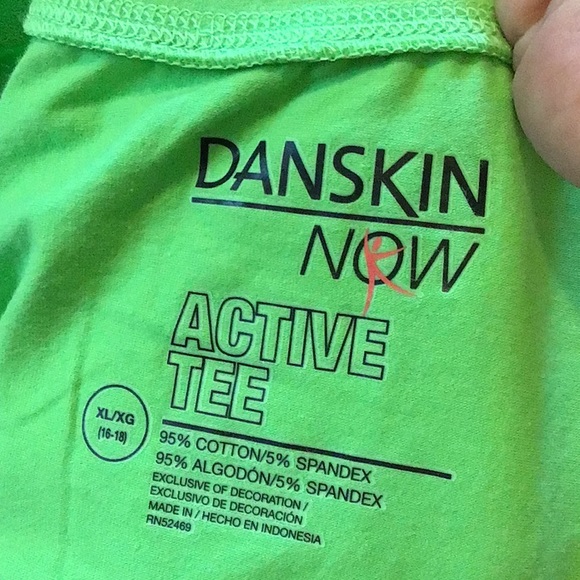 DANSKIN
NOW
ACTIVE
TEE
XL/XG
(16-18)
95% COTTON/5% SPANDEX
95% ALGODÓN/5% SPANDEX
EXCLUSIVE OF DECORATION/
EXCLUSIVO DE DECORACIÓN
MADE IN / HECHO EN INDONESIA
RN52469